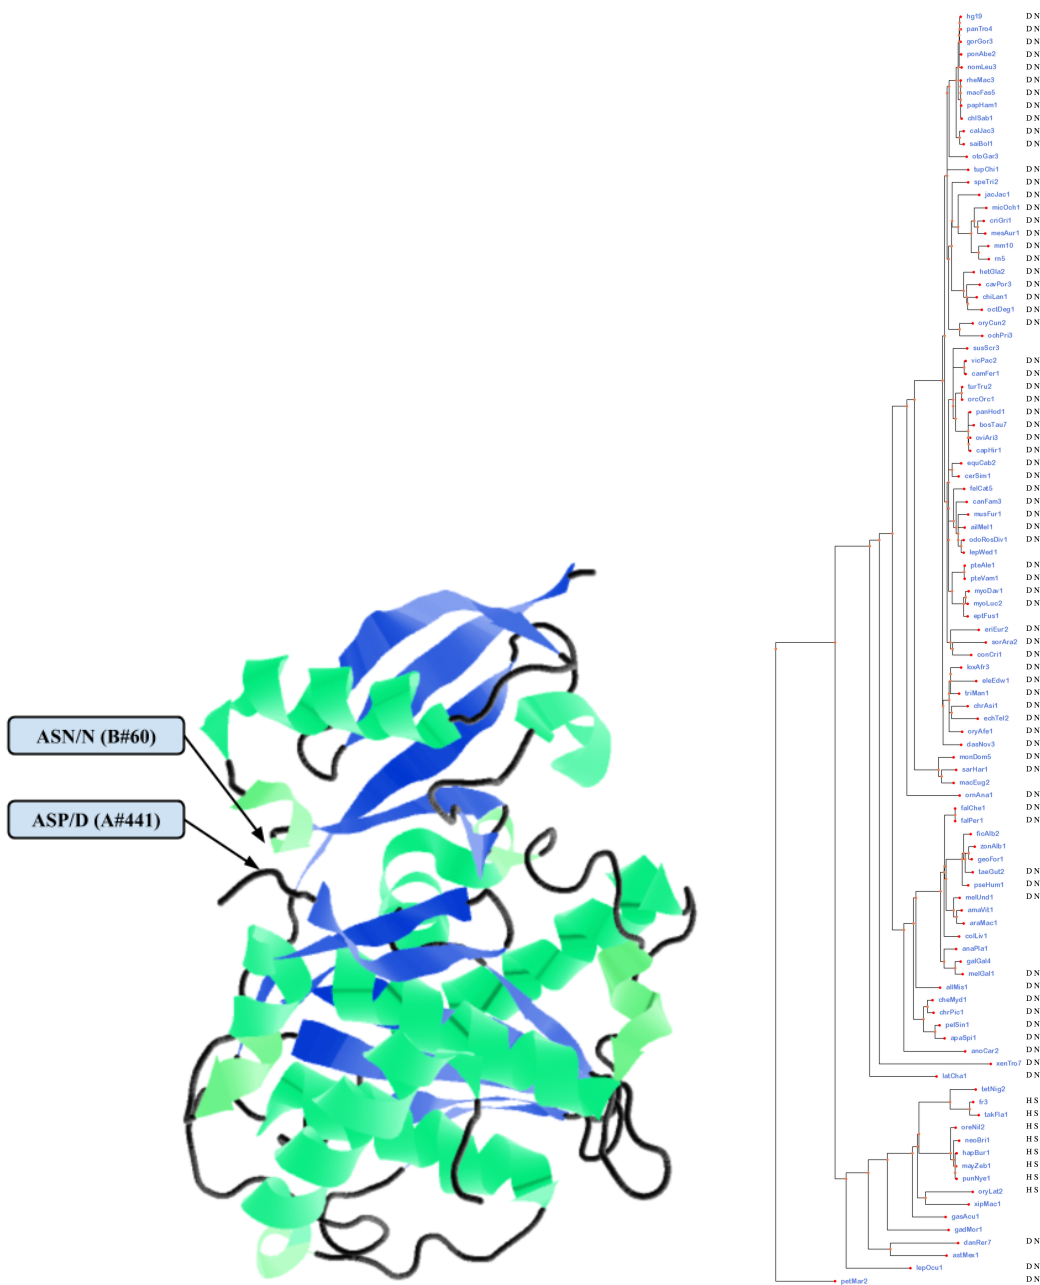 ASN/N (B#60)
ASP/D (A#441)
hg19 D N
panTro4 D N
gorGor3 D N
ponAbe2 D N
nomLeu3 D N
rheMac3 D N
macFas5 D N
papHam1 D N
chlSab1 D N
calJac3 D N
saiBol1 D N
otoGar3
tupChi1 D N
speTri2 D N
jacJac1 D N
micOch1 D N
criGri1 D N
mesAur1 D N
mm10 D N
rn5 D N
hetGla2 D N
cavPor3 D N
chiLan1 D N
octDeg1 D N
oryCun2 D N
ochPri3
susScr3
vicPac2 D N
camFer1 D N
turTru2 D N
orcOrc1 D N
panHod1 D N
bosTau7 D N
oviAri3 D N
capHir1 D N
equCab2 D N
cerSim1 D N
felCat5 D N
canFam3 D N
musFur1 D N
ailMel1 D N
odoRosDiv1 D N
lepWed1
pteAle1 D N
pteVam1 D N
myoDav1 D N
myoLuc2 D N
eptFus1
eriEur2 D N
sorAra2 D N
conCri1 D N
loxAfr3 D N
eleEdw1 D N
triMan1 D N
chrAsi1 D N
echTel2 D N
oryAfe1 D N
dasNov3 D N
monDom5 D N
sarHar1 D N
macEug2
ornAna1 D N
falChe1 D N
falPer1 D N
ficAlb2
zonAlb1
geoFor1
taeGut2 D N
pseHum1 D N
melUnd1 D N
amaVit1
araMac1
colLiv1
anaPla1
galGal4
melGal1 D N
allMis1 D N
cheMyd1 D N
chrPic1 D N
pelSin1 D N
apaSpi1 D N
anoCar2 D N
xenTro7 D N
latCha1 D N
tetNig2
fr3 H S
takFla1 H S
oreNil2 H S
neoBri1 H S
hapBur1 H S
mayZeb1 H S
punNye1 H S
oryLat2 H S
xipMac1
gasAcu1
gadMor1
danRer7 D N
astMex1
lepOcu1 D N
petMar2 D N